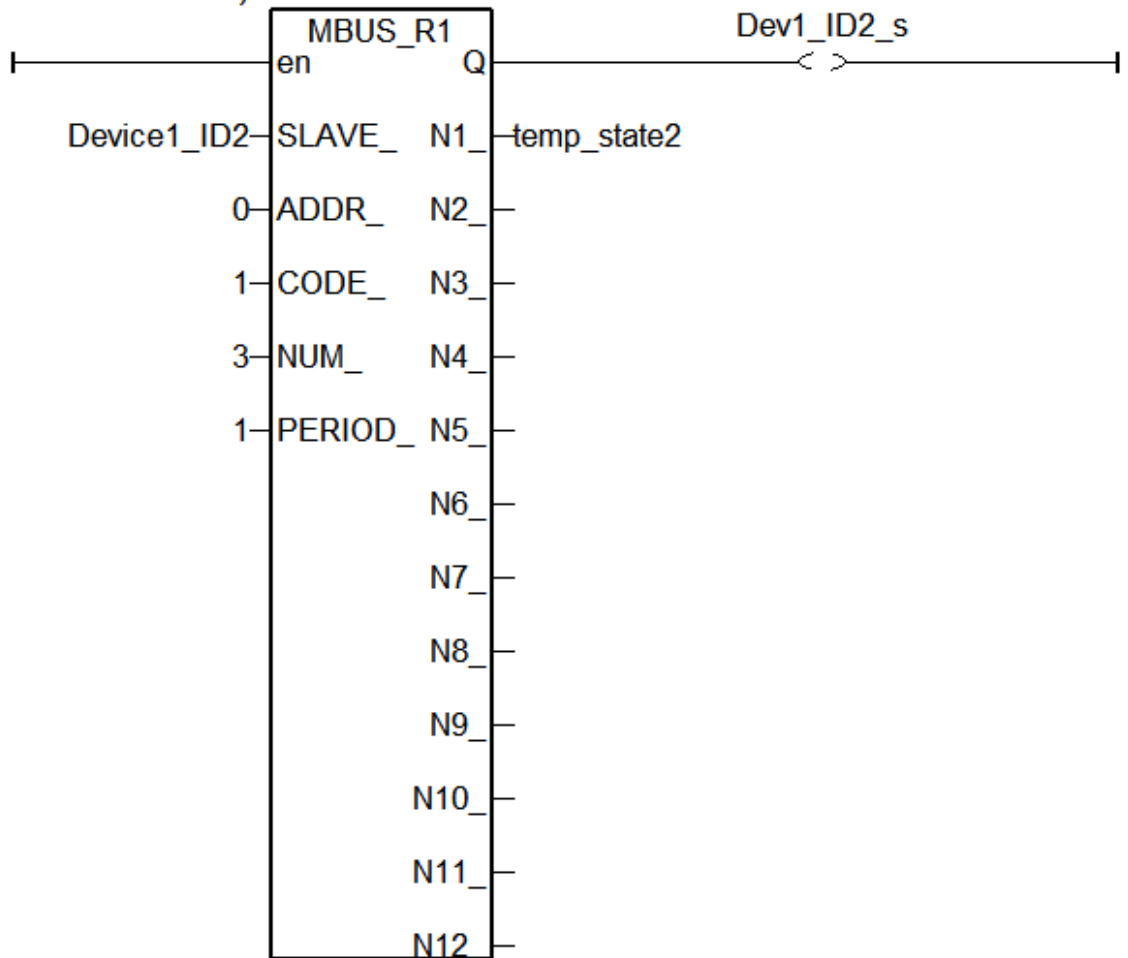 MBUS_R1 Dev1_ID2_s
en Q
Device1_ID2 SLAVE_ N1_ temp_state2
0 ADDR_ N2_
1 CODE_ N3_
3 NUM_ N4_
1 PERIOD_ N5_
N6_
N7_
N8_
N9_
N10_
N11_
N12